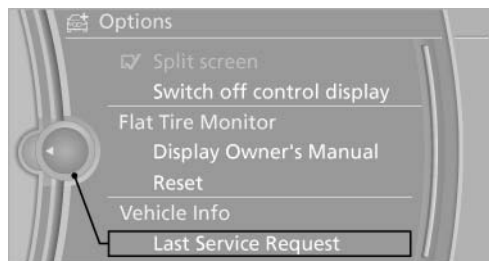 Options
Split screen
Switch off control display
Flat Tire Monitor
Display Owner's Manual
Reset
Vehicle Info
Last Service Request